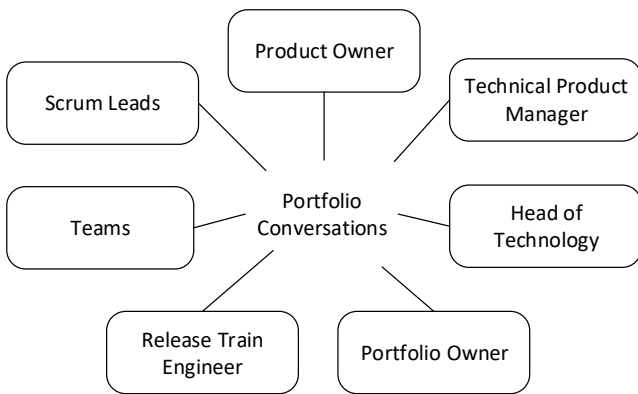 Product Owner
Scrum Leads
Technical Product
Manager
Teams
Portfolio
Conversations
Head of
Technology
Release Train
Engineer
Portfolio Owner